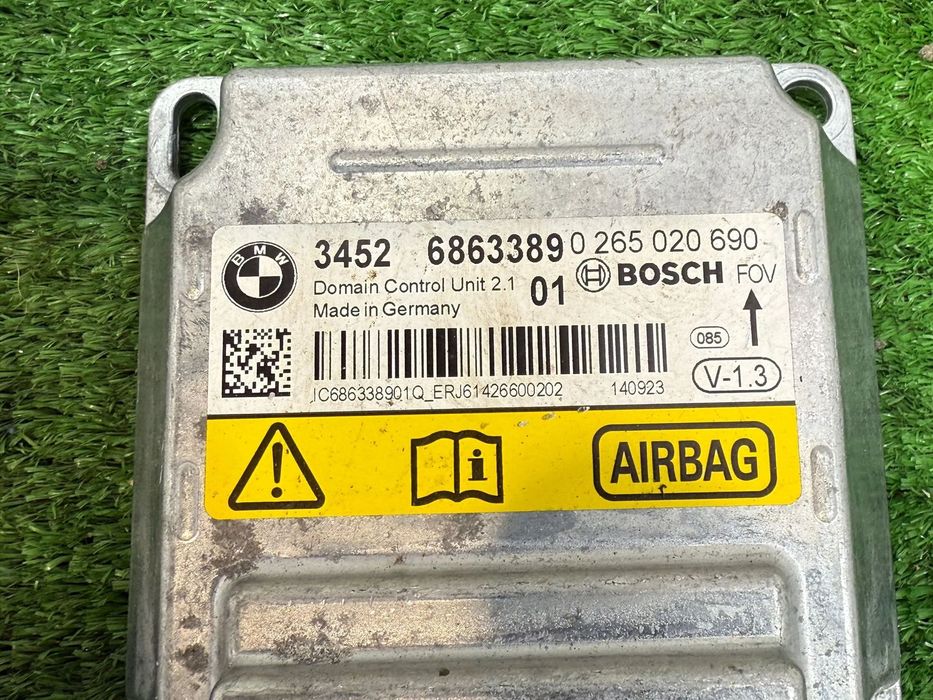 BMW
3452 6863389 0 265 020 690
Domain Control Unit 2.1 01 BOSCH FOV
Made in Germany
085
V-1.3
IC686338901Q_ERJ61426600202 140923
AIRBAG